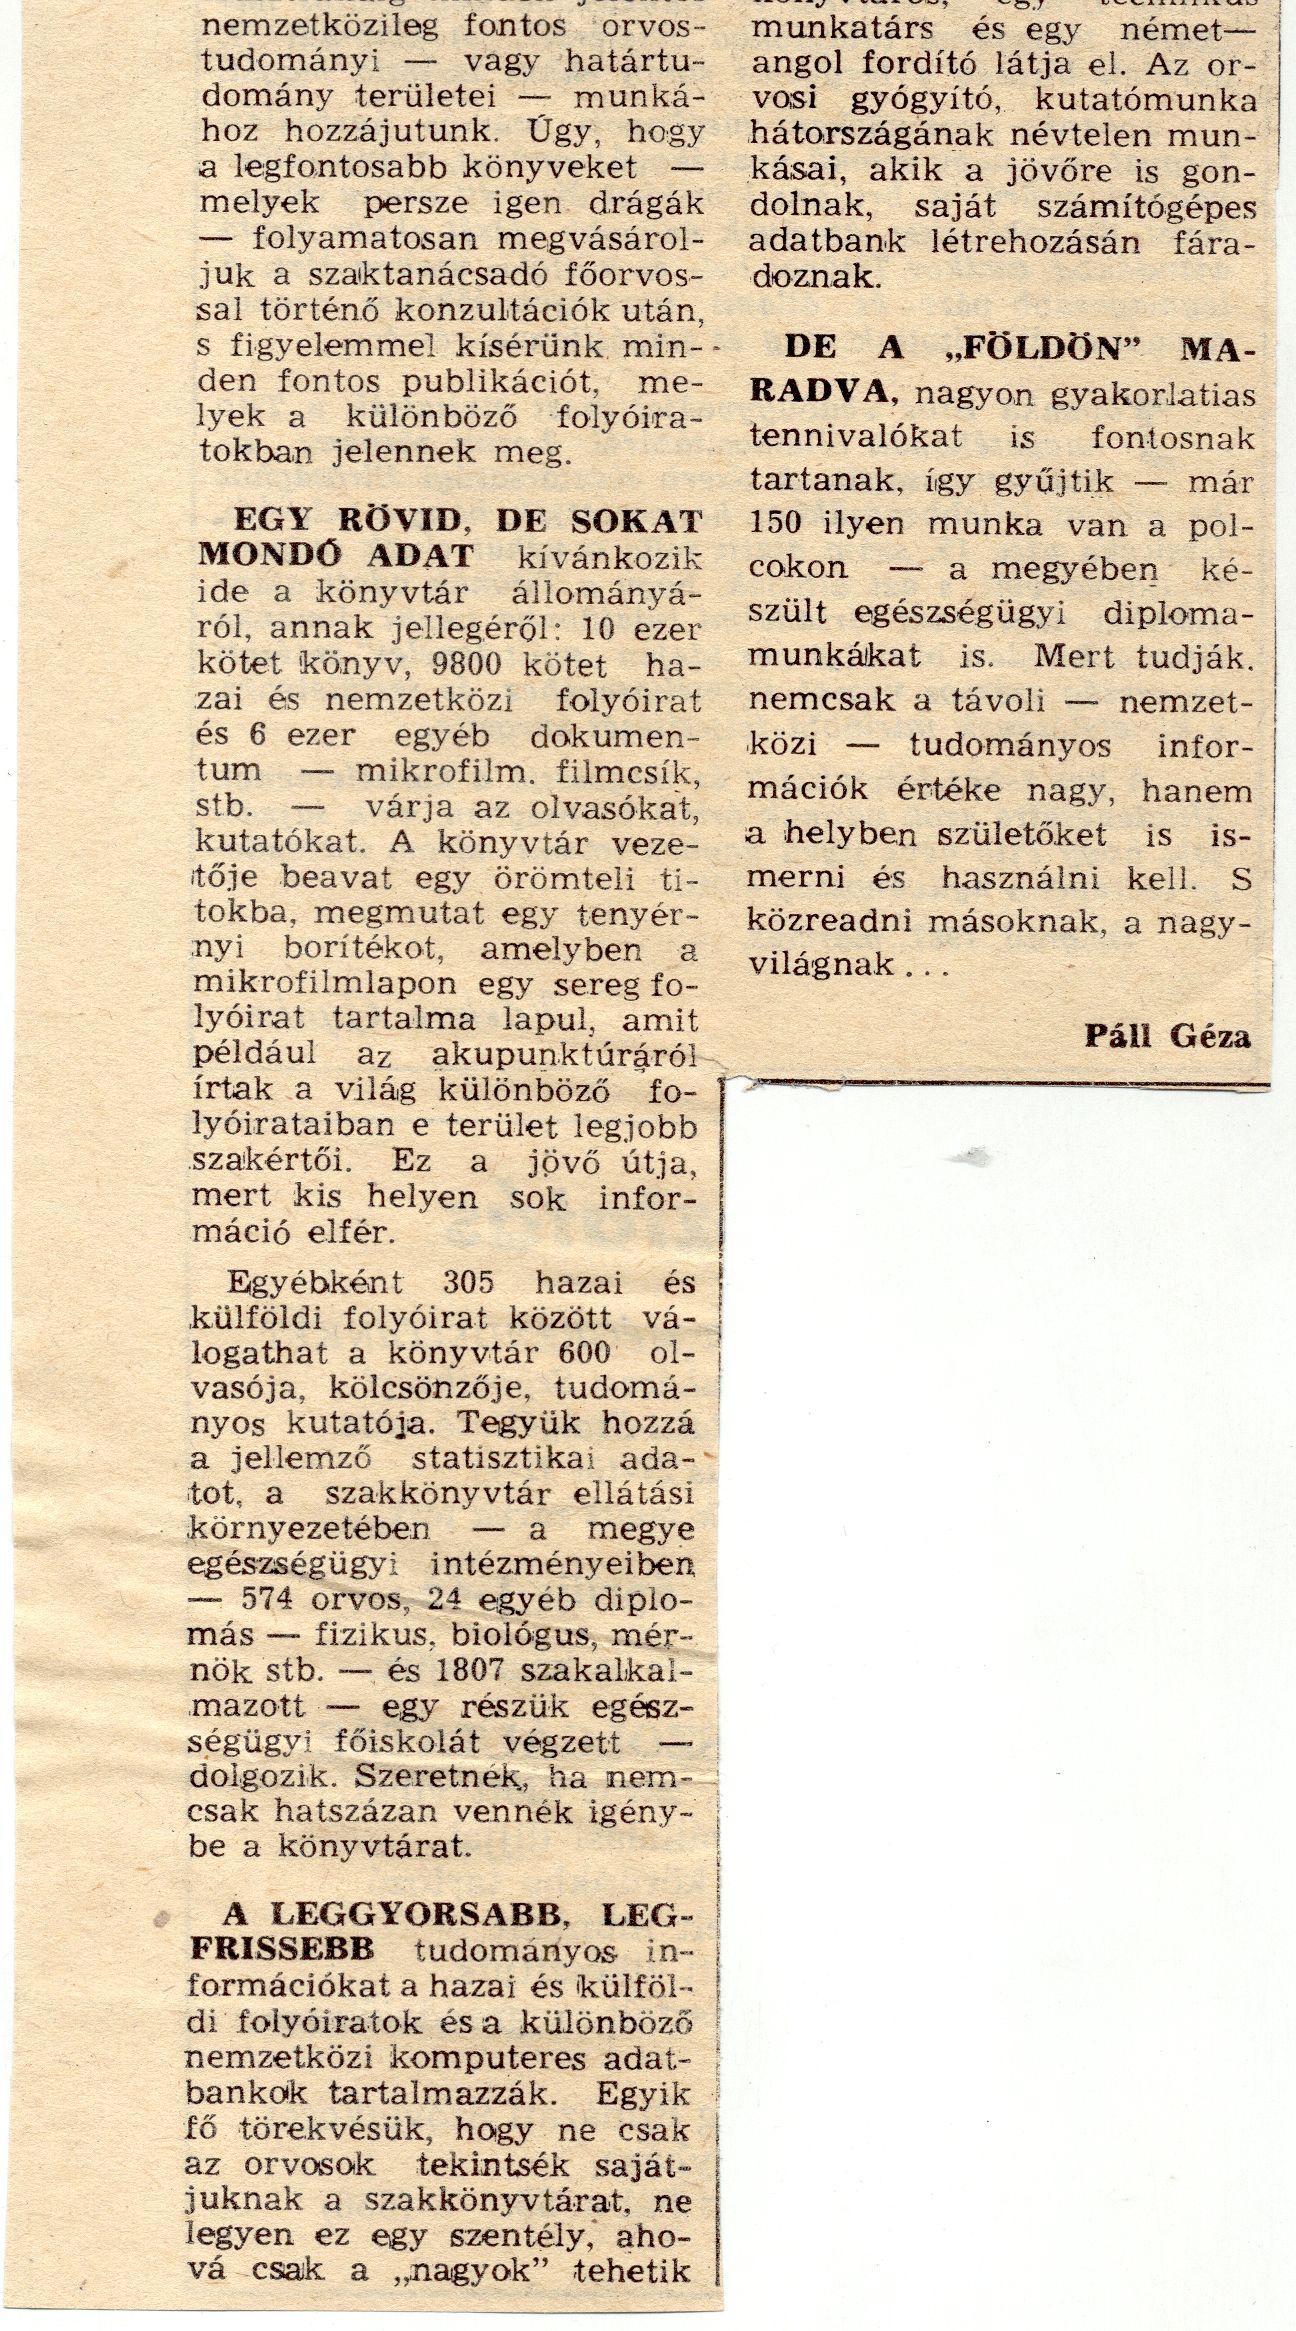 nemzetközileg fontos orvos-
tudományi — vagy határtu-
domány területei — munká-
hoz hozzájutunk. Úgy, hogy
a legfontosabb könyveket —
melyek persze igen drágák
— folyamatosan megvásárol-
juk a szaktanácsadó főorvos-
sal történő konzultációk után,
s figyelemmel kísérünk min-
den fontos publikációt, me-
lyek a különböző folyóira-
tokban jelennek meg.
EGY RÖVID, DE SOKAT
MONDÓ ADAT kívánkozik
ide a könyvtár állományá-
ról, annak jellegéről: 10 ezer
kötet könyv, 9800 kötet ha-
zai és nemzetközi folyóirat
és 6 ezer egyéb dokumen-
tum — mikrofilm. filmcsík,
stb. — várja az olvasókat,
kutatókat. A könyvtár veze-
tője beavat egy örömteli ti-
tokba, megmutat egy tenyér-
nyi borítékot, amelyben a
mikrofilmlapon egy sereg fo-
lyóirat tartalma lapul, amit
például az akupunktúráról
írtak a világ különböző fo-
lyóirataiban e terület legjobb
szakértői. Ez a jövő útja,
mert kis helyen sok infor-
máció elfér.
Egyébként 305 hazai és
külföldi folyóirat között vá-
logathat a könyvtár 600 ol-
vasója, kölcsönzője, tudomá-
nyos kutatója. Tegyük hozzá
a jellemző statisztikai ada-
tot, a szakkönyvtár ellátási
környezetében — a megye
egészségügyi intézményeiben
— 574 orvos, 24 egyéb diplo-
más — fizikus, biológus, mér-
nök stb. — és 1807 szakalkal-
mazott — egy részük egész-
ségügyi főiskolát végzett —
dolgozik. Szeretnék, ha nem-
csak hatszázan vennék igény-
be a könyvtárat.
A LEGGYORSABB, LEG-
FRISSEBB tudományos in-
formációkat a hazai és külföl-
di folyóiratok és a különböző
nemzetközi komputeres adat-
bankok tartalmazzák. Egyik
fő törekvésük, hogy ne csak
az orvosok tekintsék saját-
juknak a szakkönyvtárat, ne
legyen ez egy szentély, aho-
vá csak a „nagyok” tehetik
munkatárs és egy német—
angol fordító látja el. Az or-
vosi gyógyító, kutatómunka
hátországának névtelen mun-
kásai, akik a jövőre is gon-
dolnak, saját számítógépes
adatbank létrehozásán fára-
doznak.
DE A „FÖLDÖN” MA-
RADVA, nagyon gyakorlatias
tennivalókat is fontosnak
tartanak, így gyűjtik — már
150 ilyen munka van a pol-
cokon — a megyében ké-
szült egészségügyi diploma-
munkákat is. Mert tudják.
nemcsak a távoli — nemzet-
közi — tudományos infor-
mációk értéke nagy, hanem
a helyben születőket is is-
merni és használni kell. S
közreadni másoknak, a nagy-
világnak...
Páll Géza